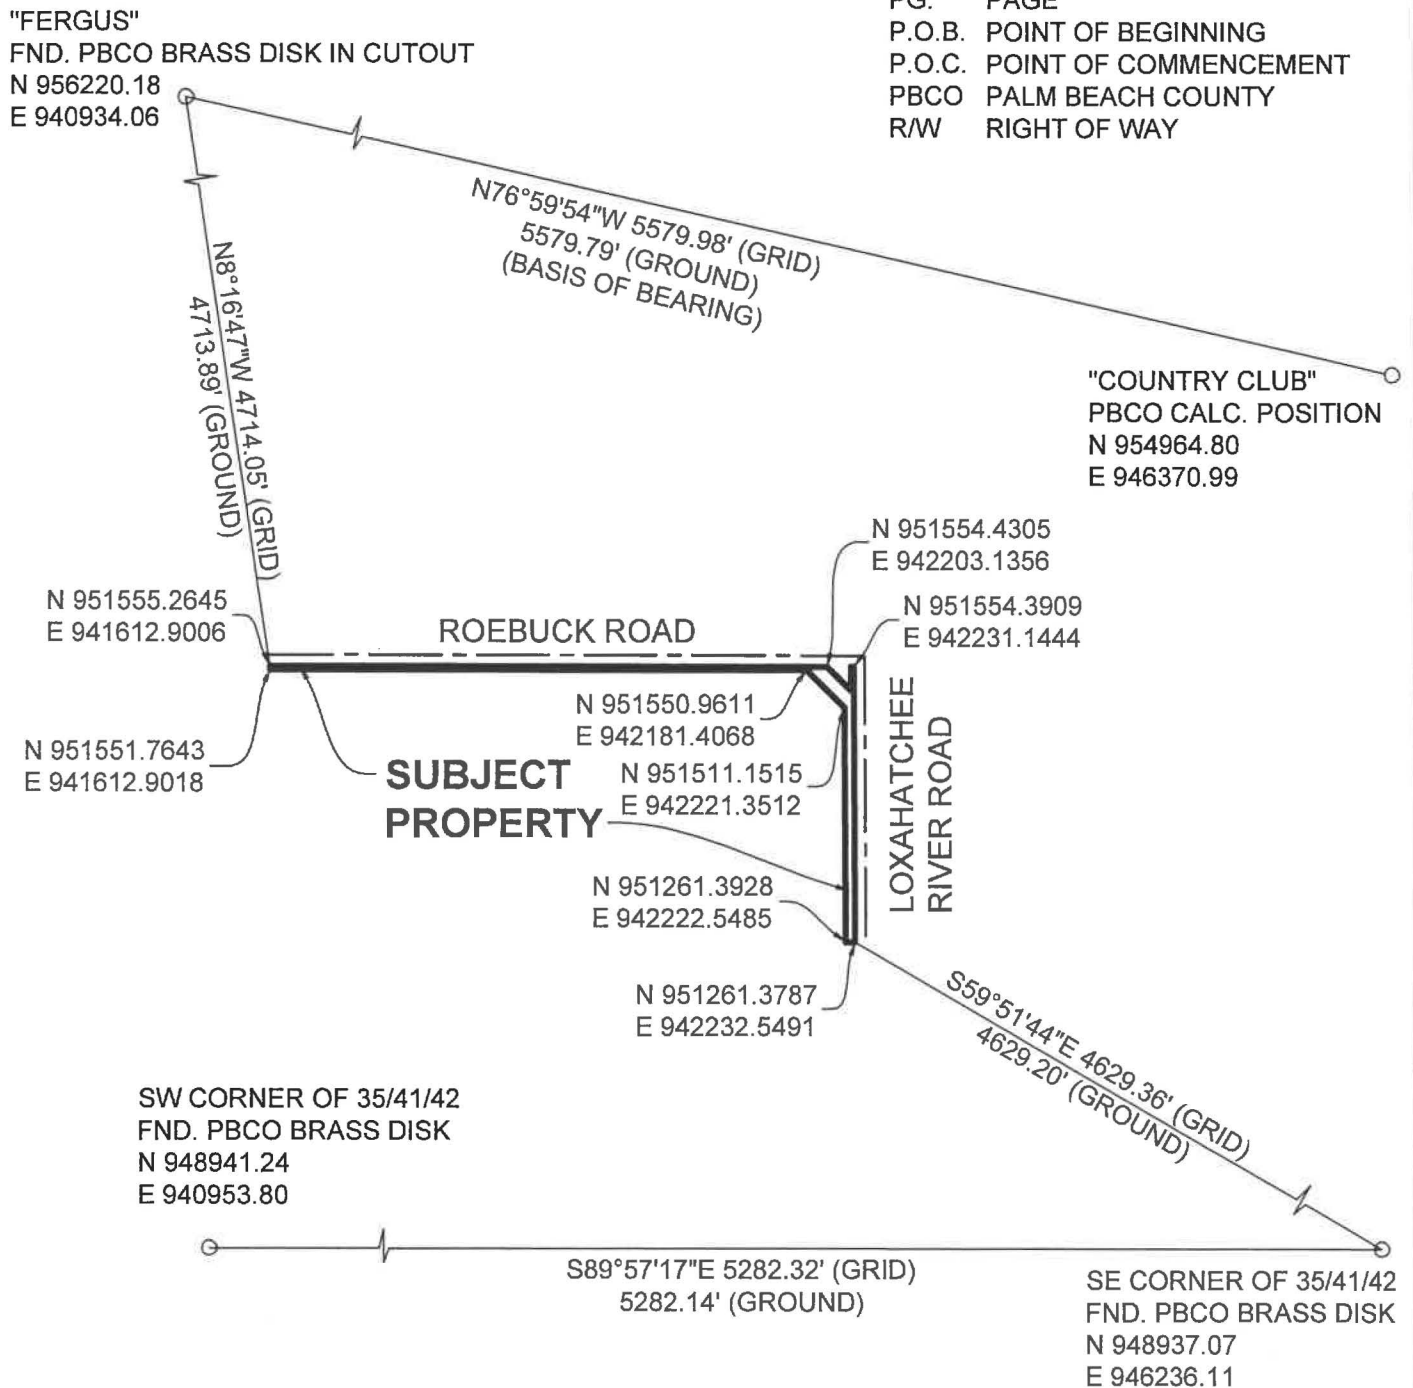 "FERGUS"
FND. PBCO BRASS DISK IN CUTOUT
N 956220.18
E 940934.06
PG. PAGE
P.O.B. POINT OF BEGINNING
P.O.C. POINT OF COMMENCEMENT
PBCO PALM BEACH COUNTY
R/W RIGHT OF WAY
N76°59'54"W 5579.98' (GRID)
5579.79' (GROUND)
(BASIS OF BEARING)
N8°16'47"W 4714.05' (GRID)
4713.89' (GROUND)
"COUNTRY CLUB"
PBCO CALC. POSITION
N 954964.80
E 946370.99
N 951554.4305
E 942203.1356
N 951555.2645
E 941612.9006
ROEBUCK ROAD
N 951554.3909
E 942231.1444
N 951550.9611
E 942181.4068
N 951551.7643
E 941612.9018
SUBJECT
PROPERTY
N 951511.1515
E 942221.3512
LOXAHATCHEE
RIVER ROAD
N 951261.3928
E 942222.5485
N 951261.3787
E 942232.5491
S59°51'44"E 4629.36' (GRID)
4629.20' (GROUND)
SW CORNER OF 35/41/42
FND. PBCO BRASS DISK
N 948941.24
E 940953.80
S89°57'17"E 5282.32' (GRID)
5282.14' (GROUND)
SE CORNER OF 35/41/42
FND. PBCO BRASS DISK
N 948937.07
E 946236.11